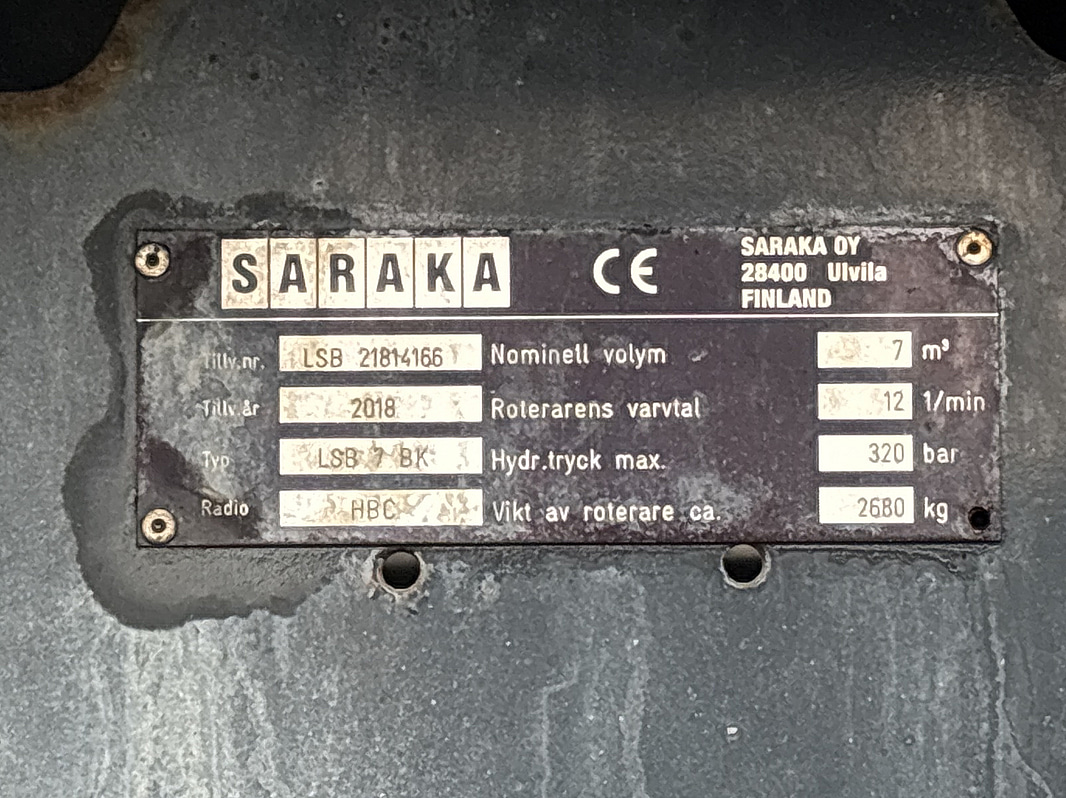 SARAKA CE SARAKA OY
28400 Ulvila
FINLAND
Tillv.nr. LSB 21814166 Nominell volym 7 m³
Tillv.år 2018 Roterarens varvtal 12 1/min
Typ LSB 7 BK Hydr.tryck max. 320 bar
Radio HBC Vikt av roterare ca. 2680 kg